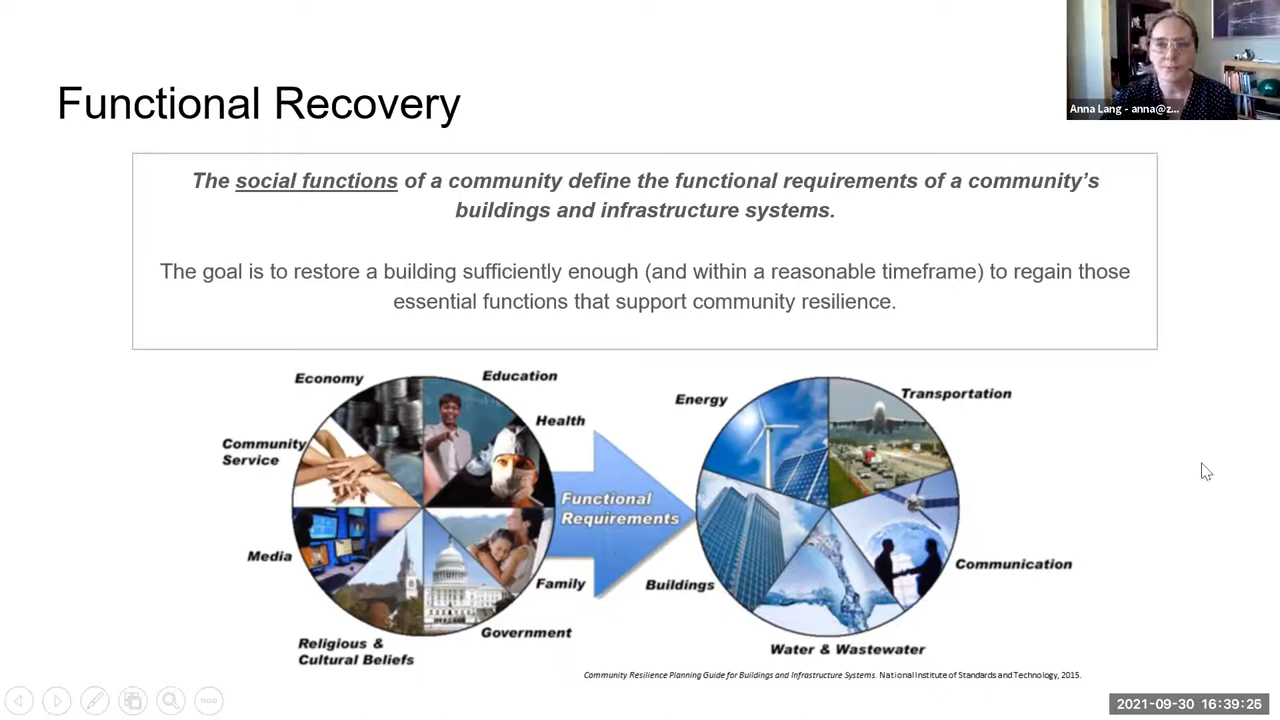 Functional Recovery
Anna Lang - anna@z...
The social functions of a community define the functional requirements of a community's
buildings and infrastructure systems.
The goal is to restore a building sufficiently enough (and within a reasonable timeframe) to regain those
essential functions that support community resilience.
Economy
Education
Health
Community
Service
Media
Religious &
Cultural Beliefs
Government
Family
Functional
Requirements
Energy
Transportation
Buildings
Communication
Water & Wastewater
Community Resilience Planning Guide for Buildings and Infrastructure Systems. National Institute of Standards and Technology, 2015.
2021-09-30 16:39:26